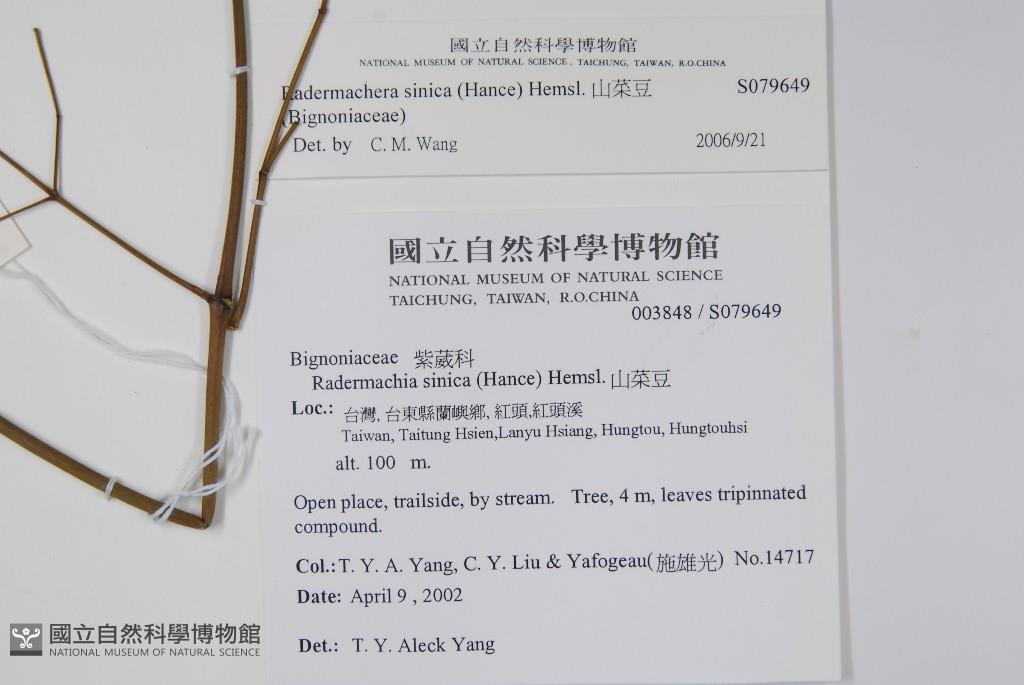 國立自然科學博物館
NATIONAL MUSEUM OF NATURAL SCIENCE, TAICHUNG, TAIWAN, R.O.CHINA
Radermachera sinica (Hance) Hemsl. 山菜豆 S079649
(Bignoniaceae)
Det. by C. M. Wang 2006/9/21
國立自然科學博物館
NATIONAL MUSEUM OF NATURAL SCIENCE
TAICHUNG, TAIWAN, R.O.CHINA
003848 / S079649
Bignoniaceae 紫葳科
Radermachia sinica (Hance) Hemsl. 山菜豆
Loc.: 台灣, 台東縣蘭嶼鄉, 紅頭,紅頭溪
Taiwan, Taitung Hsien,Lanyu Hsiang, Hungtou, Hungtouhsi
alt. 100 m.
Open place, trailside, by stream. Tree, 4 m, leaves tripinnated
compound.
Col.: T. Y. A. Yang, C. Y. Liu & Yafogeau(施雄光) No.14717
Date: April 9 , 2002
Det.: T. Y. Aleck Yang
國立自然科學博物館
NATIONAL MUSEUM OF NATURAL SCIENCE